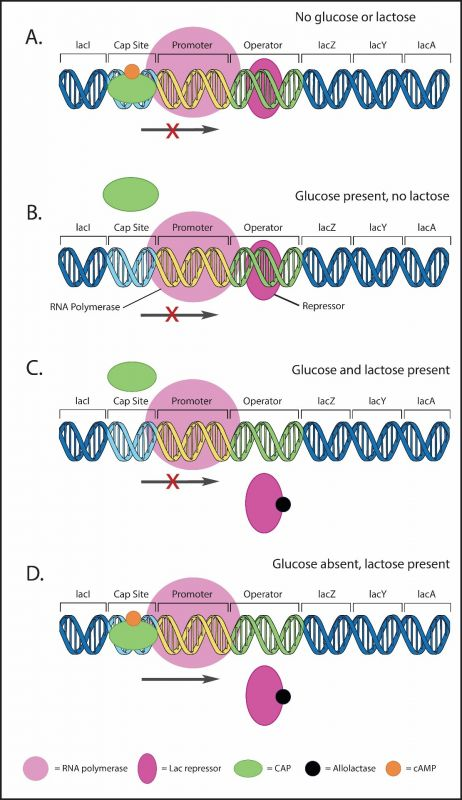 No glucose or lactose
A.
lacI Cap Site Promoter Operator lacZ lacY lacA
X
Glucose present, no lactose
B.
lacI Cap Site Promoter Operator lacZ lacY lacA
RNA Polymerase Repressor
X
C.
Glucose and lactose present
lacI Cap Site Promoter Operator lacZ lacY lacA
X
Glucose absent, lactose present
D.
lacI Cap Site Promoter Operator lacZ lacY lacA
= RNA polymerase = Lac repressor = CAP = Allolactase = cAMP